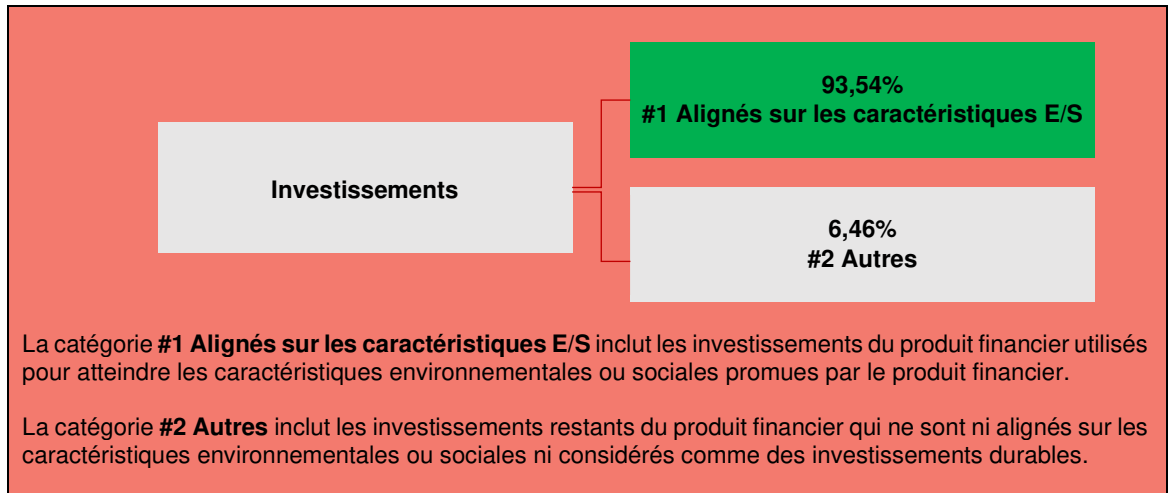 93,54%
#1 Alignés sur les caractéristiques E/S
Investissements
6,46%
#2 Autres
La catégorie #1 Alignés sur les caractéristiques E/S inclut les investissements du produit financier utilisés
pour atteindre les caractéristiques environnementales ou sociales promues par le produit financier.
La catégorie #2 Autres inclut les investissements restants du produit financier qui ne sont ni alignés sur les
caractéristiques environnementales ou sociales ni considérés comme des investissements durables.